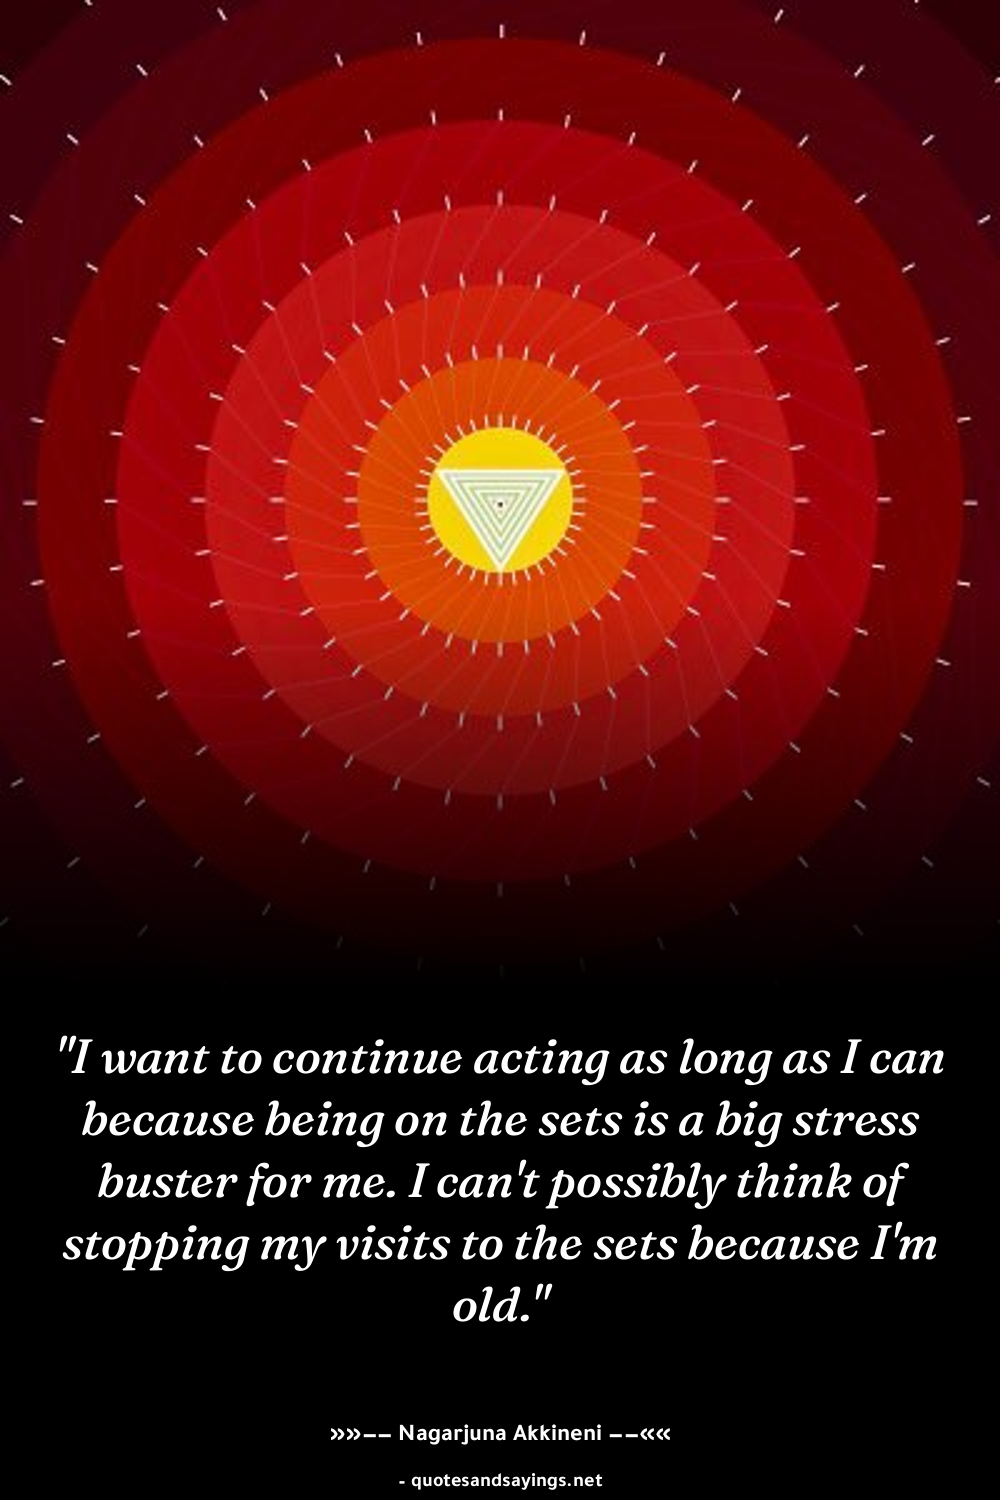 "I want to continue acting as long as I can
because being on the sets is a big stress
buster for me. I can't possibly think of
stopping my visits to the sets because I'm
old."
»»−− Nagarjuna Akkineni −−««
- quotesandsayings.net